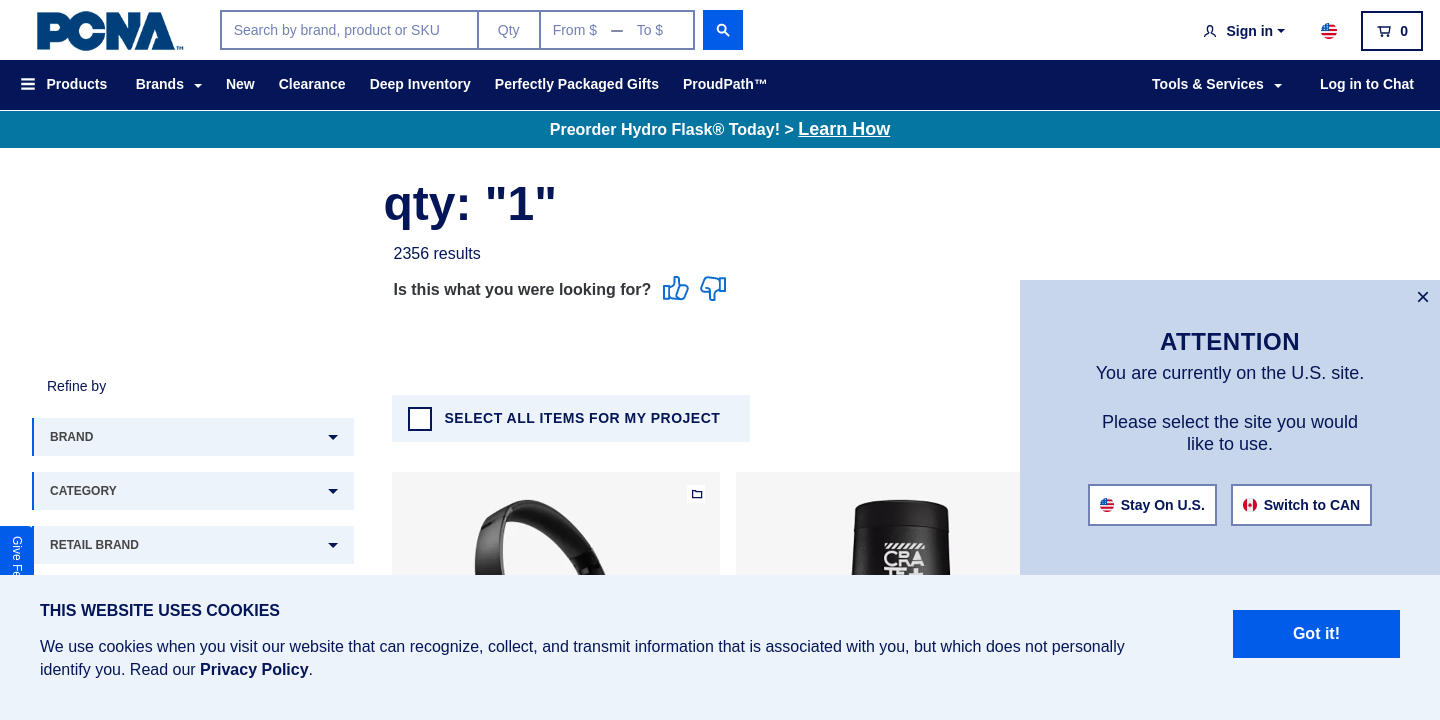 PCNA™
Search by brand, product or SKU
Qty
From $ — To $
Sign in
0
Products
Brands
New
Clearance
Deep Inventory
Perfectly Packaged Gifts
ProudPath™
Tools & Services
Log in to Chat
Preorder Hydro Flask® Today! > Learn How
qty: "1"
2356 results
Is this what you were looking for?
ATTENTION
You are currently on the U.S. site.
Please select the site you would
like to use.
Stay On U.S.
Switch to CAN
Refine by
SELECT ALL ITEMS FOR MY PROJECT
BRAND
CATEGORY
RETAIL BRAND
Give Fe
THIS WEBSITE USES COOKIES
We use cookies when you visit our website that can recognize, collect, and transmit information that is associated with you, but which does not personally
identify you. Read our Privacy Policy.
Got it!